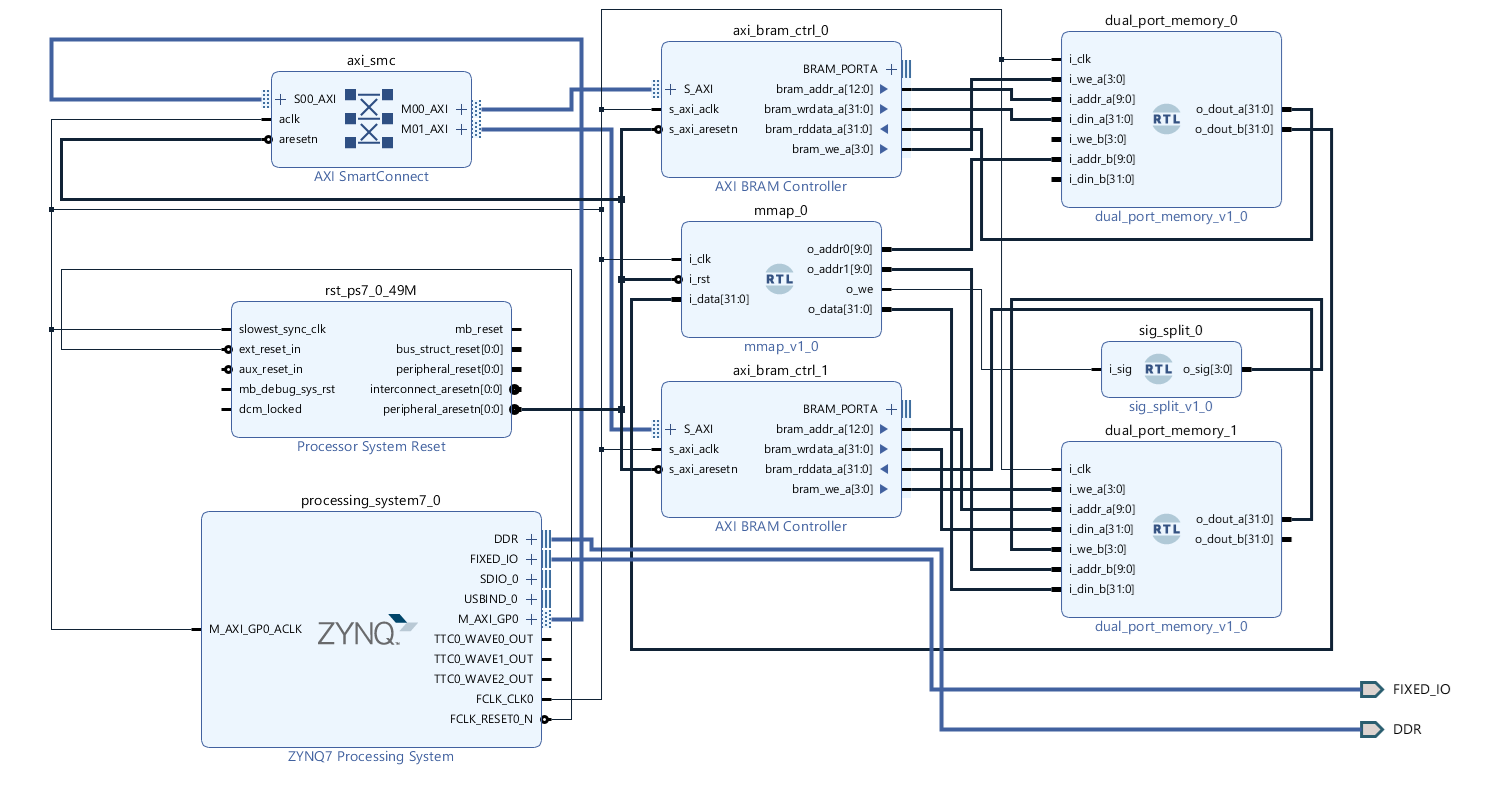 axi_smc
S00_AXI
aclk
aresetn
M00_AXI
M01_AXI
AXI SmartConnect
rst_ps7_0_49M
slowest_sync_clk
ext_reset_in
aux_reset_in
mb_debug_sys_rst
dcm_locked
mb_reset
bus_struct_reset[0:0]
peripheral_reset[0:0]
interconnect_aresetn[0:0]
peripheral_aresetn[0:0]
Processor System Reset
processing_system7_0
M_AXI_GP0_ACLK
ZYNQ
DDR
FIXED_IO
SDIO_0
USBIND_0
M_AXI_GP0
TTC0_WAVE0_OUT
TTC0_WAVE1_OUT
TTC0_WAVE2_OUT
FCLK_CLK0
FCLK_RESET0_N
ZYNQ7 Processing System
axi_bram_ctrl_0
S_AXI
s_axi_aclk
s_axi_aresetn
BRAM_PORTA
bram_addr_a[12:0]
bram_wrdata_a[31:0]
bram_rddata_a[31:0]
bram_we_a[3:0]
AXI BRAM Controller
mmap_0
i_clk
i_rst
i_data[31:0]
RTL
o_addr0[9:0]
o_addr1[9:0]
o_we
o_data[31:0]
mmap_v1_0
axi_bram_ctrl_1
S_AXI
s_axi_aclk
s_axi_aresetn
BRAM_PORTA
bram_addr_a[12:0]
bram_wrdata_a[31:0]
bram_rddata_a[31:0]
bram_we_a[3:0]
AXI BRAM Controller
dual_port_memory_0
i_clk
i_we_a[3:0]
i_addr_a[9:0]
i_din_a[31:0]
i_we_b[3:0]
i_addr_b[9:0]
i_din_b[31:0]
RTL
o_dout_a[31:0]
o_dout_b[31:0]
dual_port_memory_v1_0
sig_split_0
i_sig
RTL
o_sig[3:0]
sig_split_v1_0
dual_port_memory_1
i_clk
i_we_a[3:0]
i_addr_a[9:0]
i_din_a[31:0]
i_we_b[3:0]
i_addr_b[9:0]
i_din_b[31:0]
RTL
o_dout_a[31:0]
o_dout_b[31:0]
dual_port_memory_v1_0
FIXED_IO
DDR